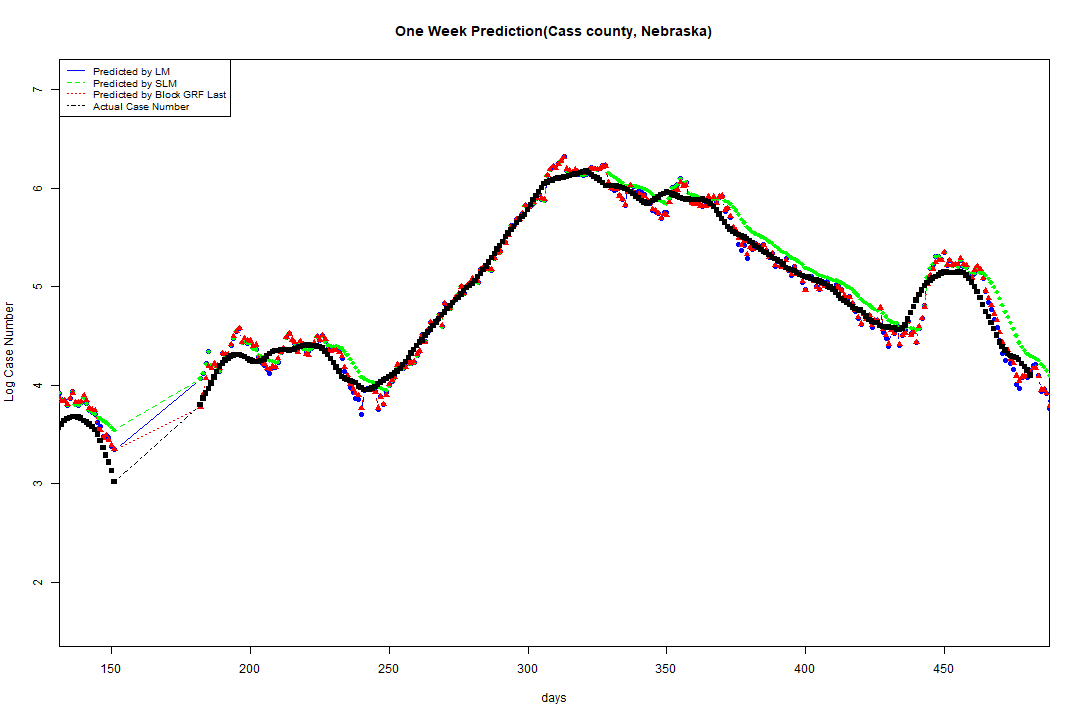 One Week Prediction(Cass county, Nebraska)
Predicted by LM
Predicted by SLM
Predicted by Block GRF Last
Actual Case Number
7
6
5
4
3
2
Log Case Number
150 200 250 300 350 400 450
days